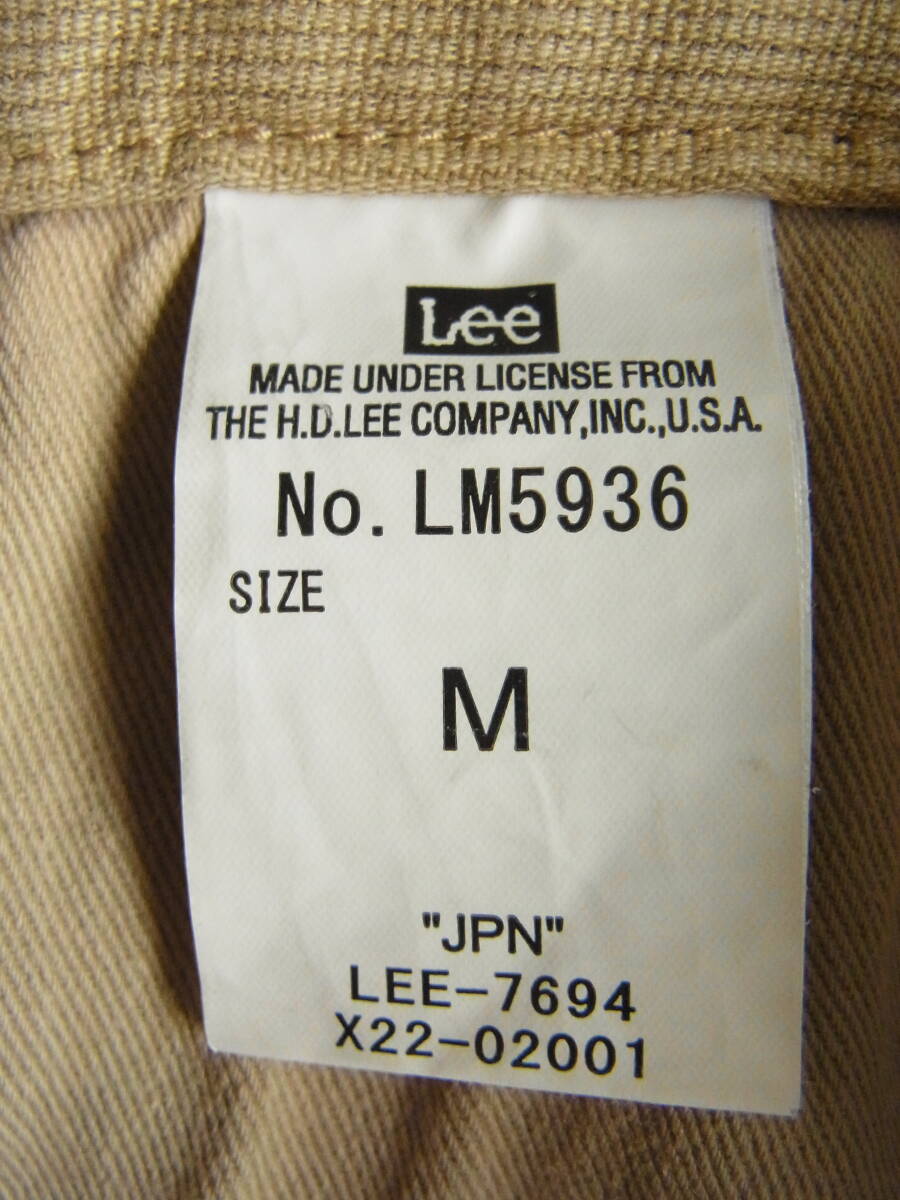 Lee
MADE UNDER LICENSE FROM
THE H.D.LEE COMPANY,INC.,U.S.A.
No. LM5936
SIZE
M
"JPN"
LEE-7694
X22-02001